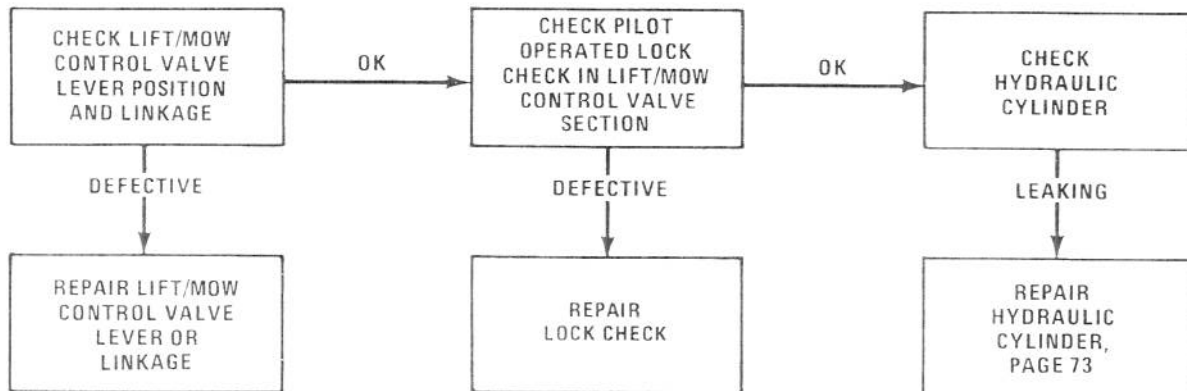 CHECK LIFT/MOW
CONTROL VALVE
LEVER POSITION
AND LINKAGE
OK
CHECK PILOT
OPERATED LOCK
CHECK IN LIFT/MOW
CONTROL VALVE
SECTION
OK
CHECK
HYDRAULIC
CYLINDER
DEFECTIVE
DEFECTIVE
LEAKING
REPAIR LIFT/MOW
CONTROL VALVE
LEVER OR
LINKAGE
REPAIR
LOCK CHECK
REPAIR
HYDRAULIC
CYLINDER,
PAGE 73